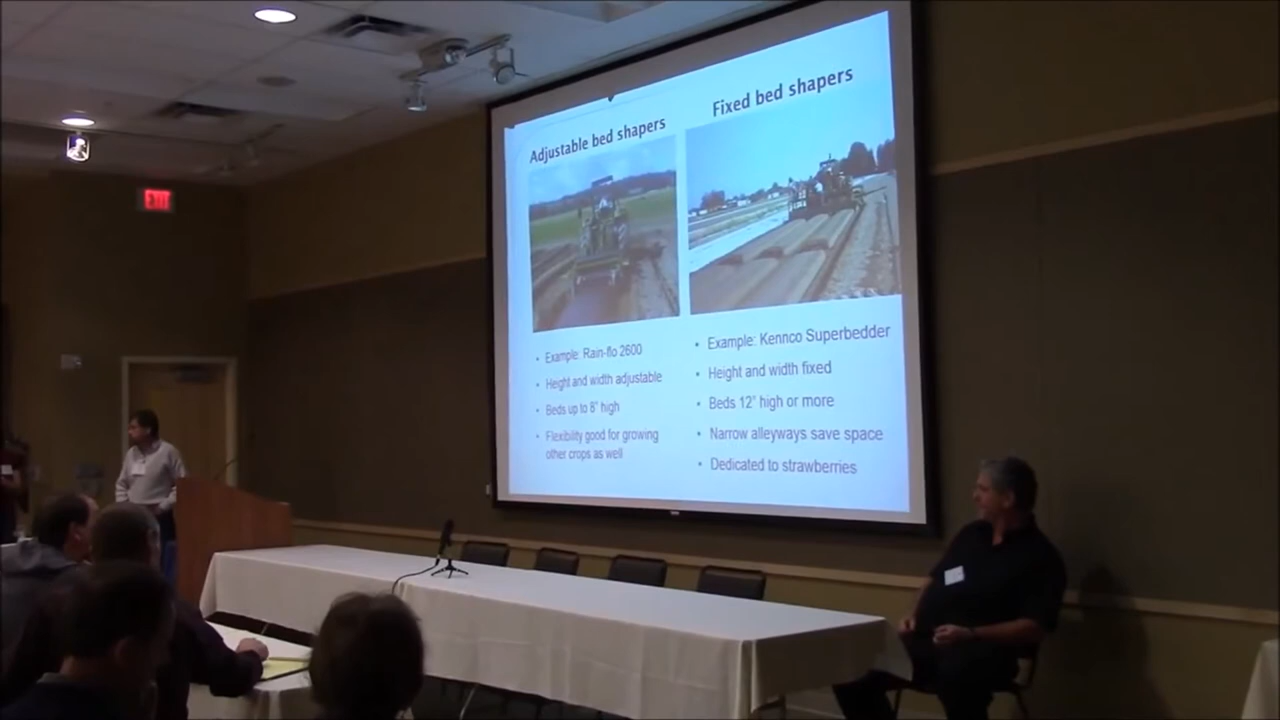 EXIT
Adjustable bed shapers
• Example: Rain-flo 2600
• Height and width adjustable
• Beds up to 8" high
• Flexibility good for growing
other crops as well
Fixed bed shapers
• Example: Kennco Superbedder
• Height and width fixed
• Beds 12" high or more
• Narrow alleyways save space
• Dedicated to strawberries